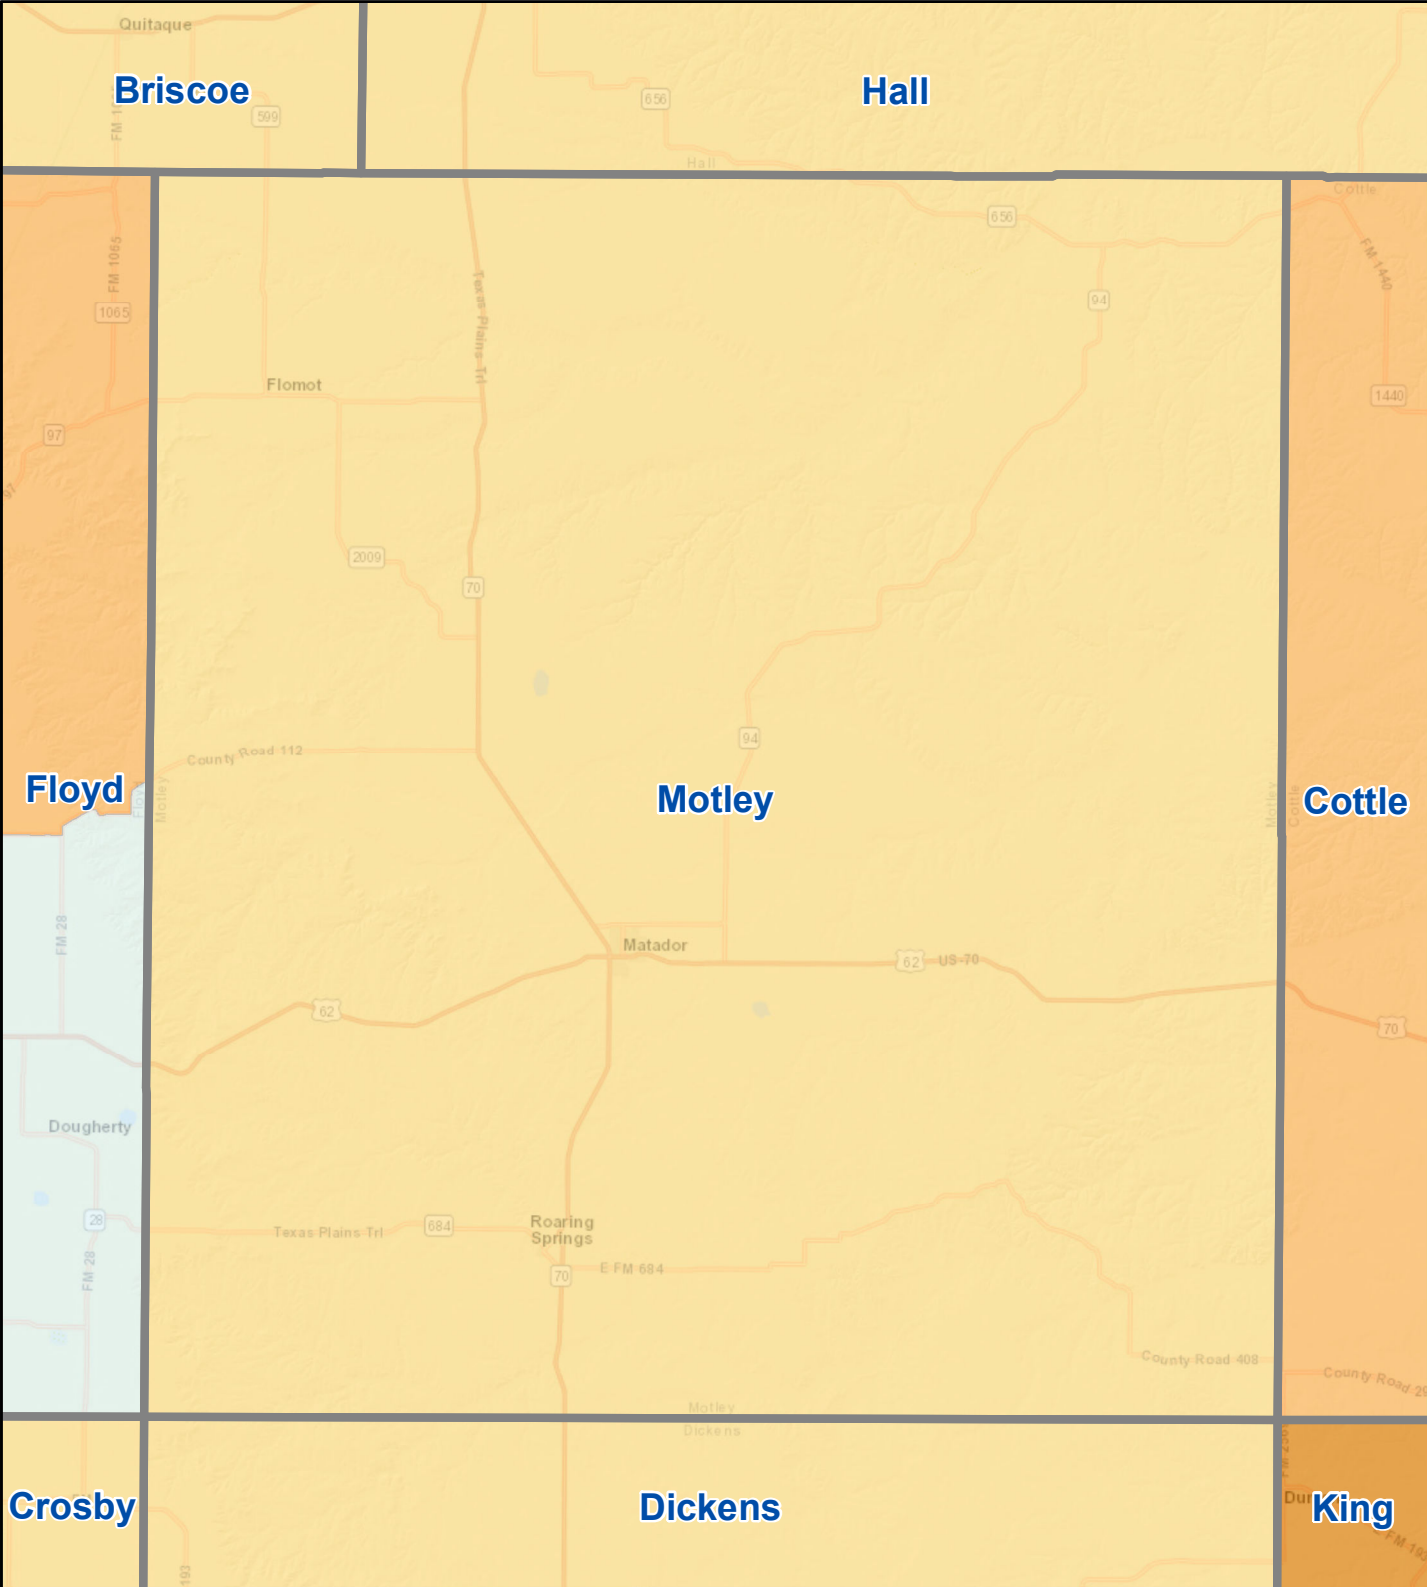 Quitaque
Briscoe
Hall
599
656
Hall
Cottle
656
FM 1065
1065
FM 1440
94
Texas Plains Trl
Flomot
1440
97
97
2009
70
94
County Road 112
Floyd
Floyd
Motley
Motley
Motley
Cottle
Cottle
FM 28
Matador
62
US-70
62
70
Dougherty
28
Texas Plains Trl
684
Roaring
Springs
FM 28
70
E FM 684
County Road 408
Motley
Dickens
Crosby
Dickens
King
193